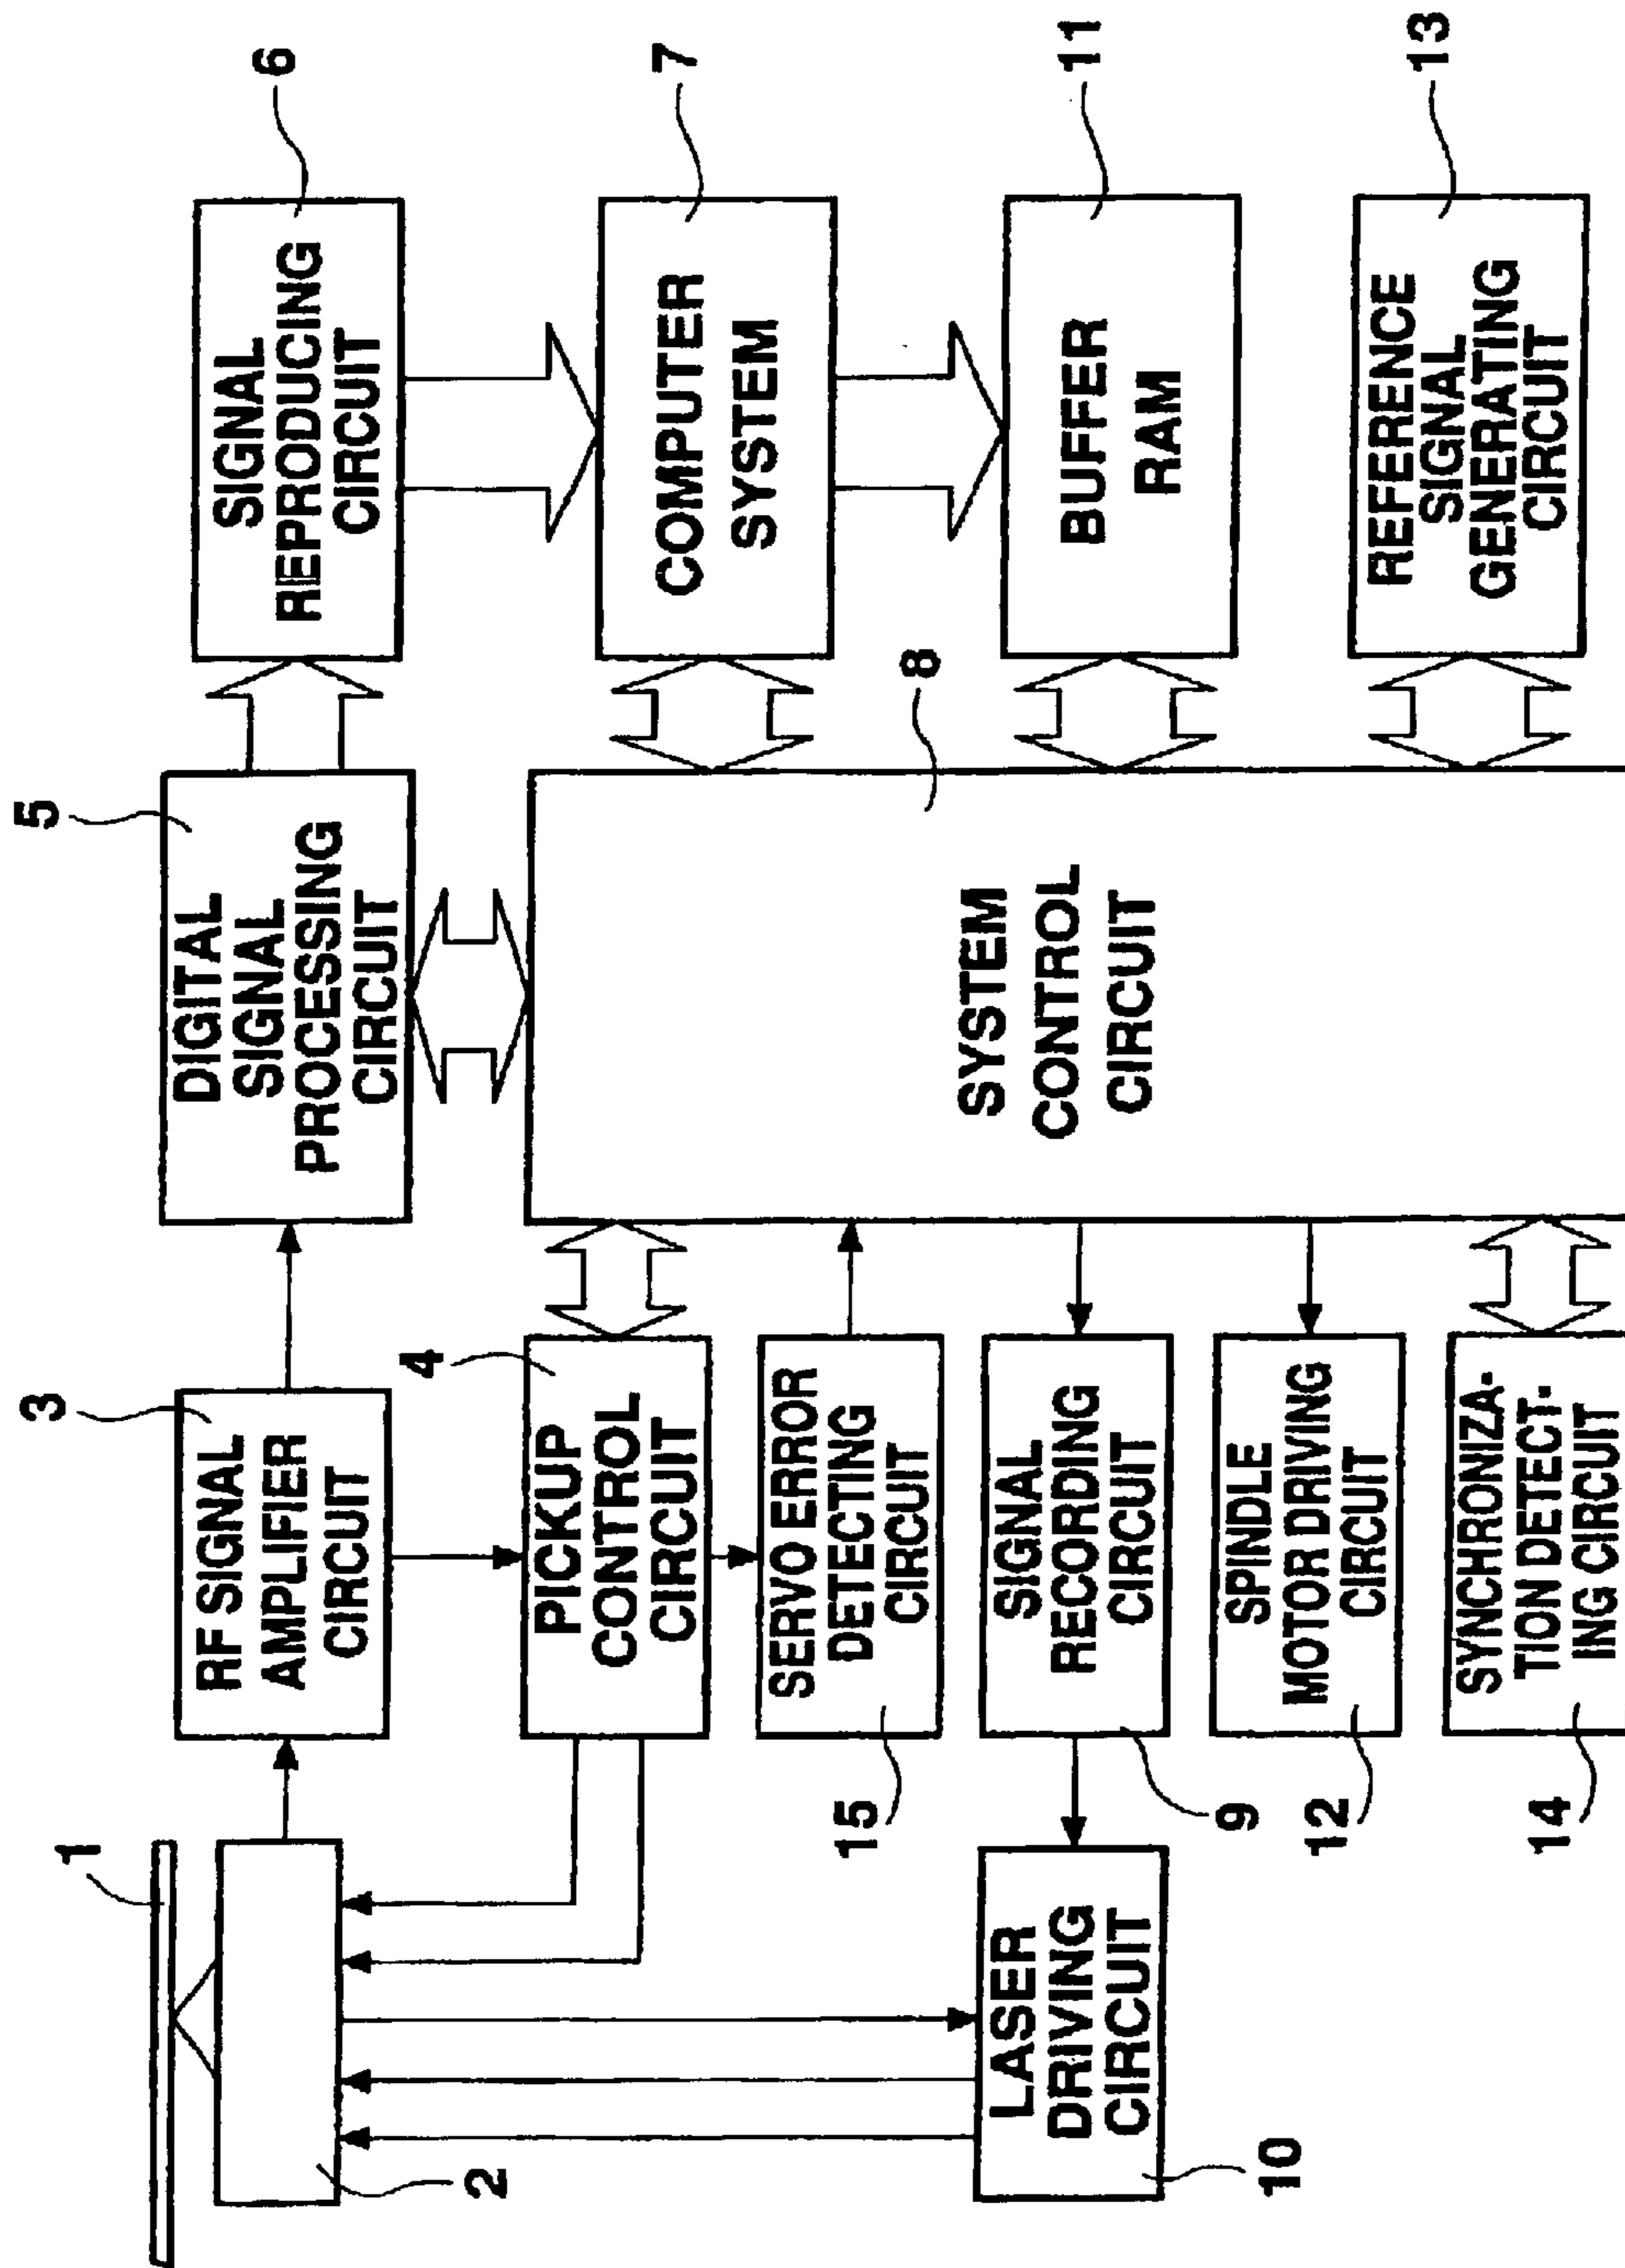 1
2
3
RF SIGNAL
AMPLIFIER
CIRCUIT
5
DIGITAL
SIGNAL
PROCESSING
CIRCUIT
6
SIGNAL
REPRODUCING
CIRCUIT
4
PICKUP
CONTROL
CIRCUIT
8
SYSTEM
CONTROL
CIRCUIT
7
COMPUTER
SYSTEM
15
SERVO ERROR
DETECTING
CIRCUIT
10
LASER
DRIVING
CIRCUIT
9
SIGNAL
RECORDING
CIRCUIT
11
BUFFER
RAM
12
SPINDLE
MOTOR DRIVING
CIRCUIT
13
REFERENCE
SIGNAL
GENERATING
CIRCUIT
14
SYNCHRONIZA-
TION DETECT-
ING CIRCUIT